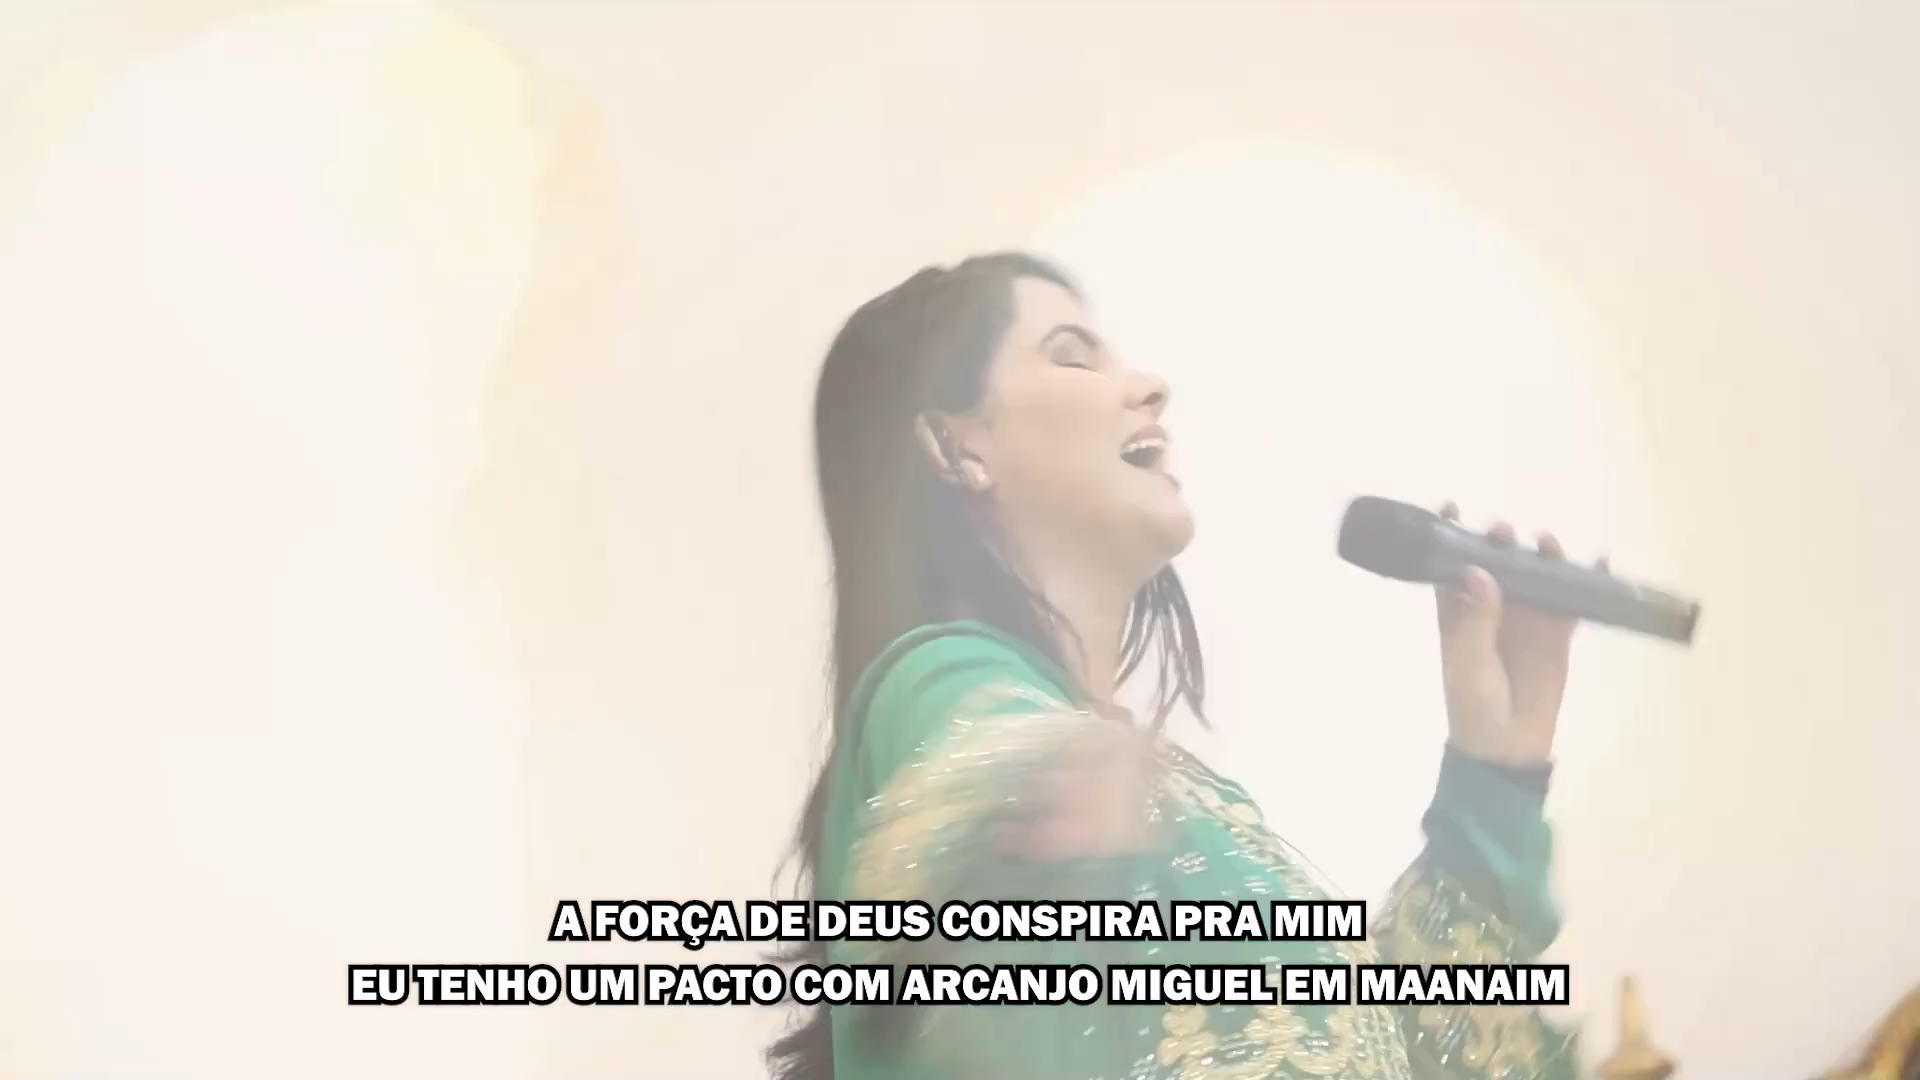 A FORÇA DE DEUS CONSPIRA PRA MIM
EU TENHO UM PACTO COM ARCANJO MIGUEL EM MAANAIM